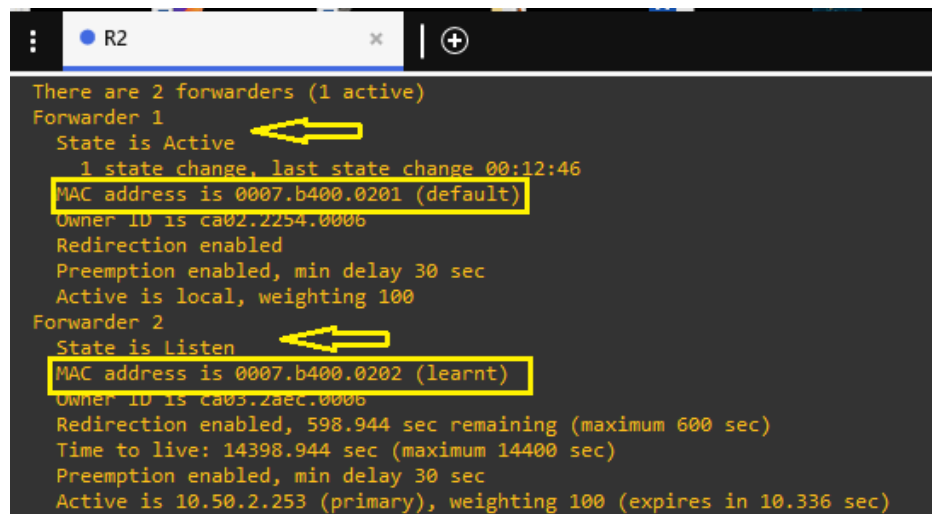 R2
There are 2 forwarders (1 active)
Forwarder 1
State is Active
1 state change, last state change 00:12:46
MAC address is 0007.b400.0201 (default)
Owner ID is ca02.2254.0006
Redirection enabled
Preemption enabled, min delay 30 sec
Active is local, weighting 100
Forwarder 2
State is Listen
MAC address is 0007.b400.0202 (learnt)
Owner ID is ca03.2aec.0006
Redirection enabled, 598.944 sec remaining (maximum 600 sec)
Time to live: 14398.944 sec (maximum 14400 sec)
Preemption enabled, min delay 30 sec
Active is 10.50.2.253 (primary), weighting 100 (expires in 10.336 sec)